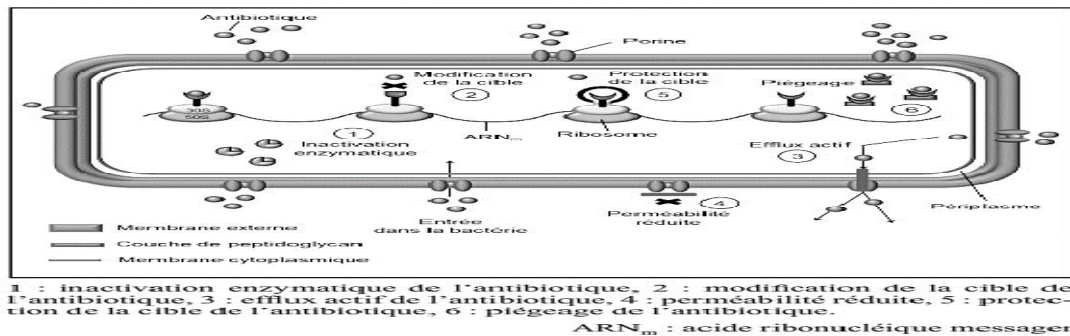 Antibiotique
Porine
Modification
de la cible
2
Protection
de la cible
5
Piégeage
6
30S
50S
1
Inactivation
enzymatique
ARNm
Ribosome
Efflux actif
3
Entrée
dans la bactérie
4
Perméabilité
réduite
Périplasme
Membrane externe
Couche de peptidoglycan
Membrane cytoplasmique
1 : inactivation enzymatique de l'antibiotique, 2 : modification de la cible de
l'antibiotique, 3 : efflux actif de l'antibiotique, 4 : perméabilité réduite, 5 : protec-
tion de la cible de l'antibiotique, 6 : piégeage de l'antibiotique.
ARNm : acide ribonucléique messager